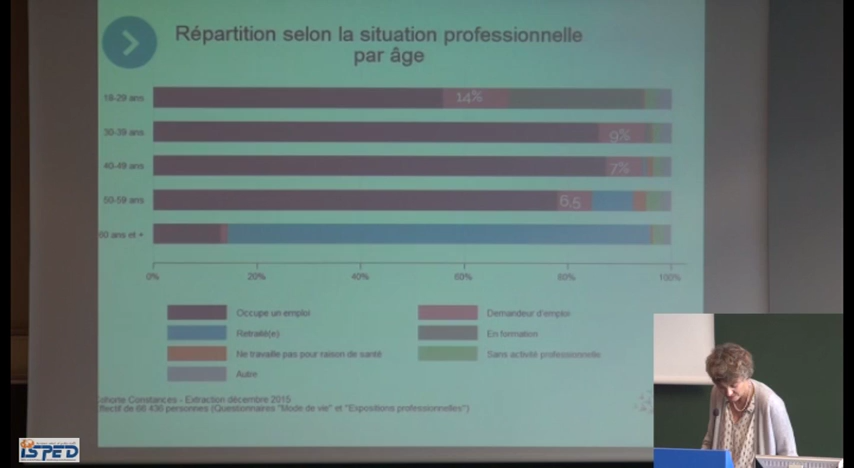 Répartition selon la situation professionnelle
par âge
18-29 ans
14%
30-39 ans
9%
40-49 ans
7%
50-59 ans
6,5
60 ans et +
0% 20% 40% 60% 80% 100%
Occupe un emploi Demandeur d'emploi
Retraité(e) En formation
Ne travaille pas pour raison de santé Sans activité professionnelle
Autre
ohorte Constances - Extraction décembre 2015
ffectif de 66 436 personnes (Questionnaires "Mode de vie" et "Expositions professionnelles")
ISPED